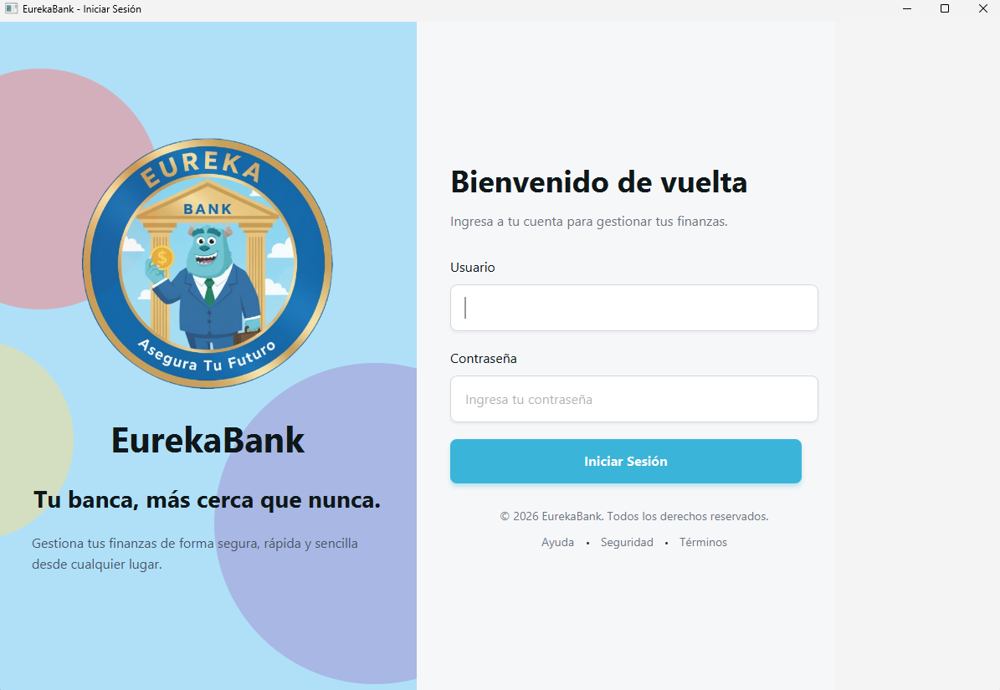 EurekaBank - Iniciar Sesión
EUREKA
BANK
$
Asegura Tu Futuro
EurekaBank
Tu banca, más cerca que nunca.
Gestiona tus finanzas de forma segura, rápida y sencilla
desde cualquier lugar.
Bienvenido de vuelta
Ingresa a tu cuenta para gestionar tus finanzas.
Usuario
Contraseña
Ingresa tu contraseña
Iniciar Sesión
© 2026 EurekaBank. Todos los derechos reservados.
Ayuda • Seguridad • Términos